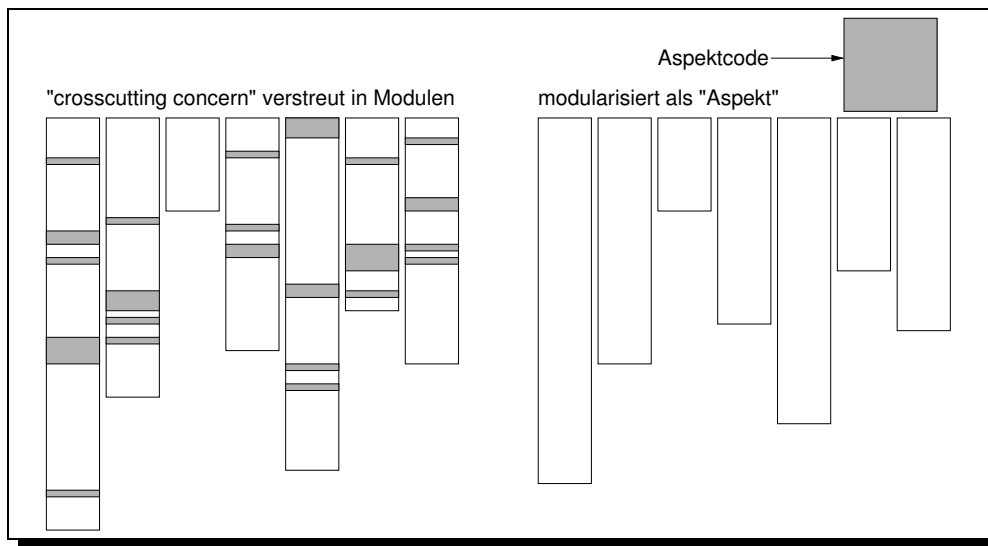 Aspektcode
"crosscutting concern" verstreut in Modulen
modularisiert als "Aspekt"